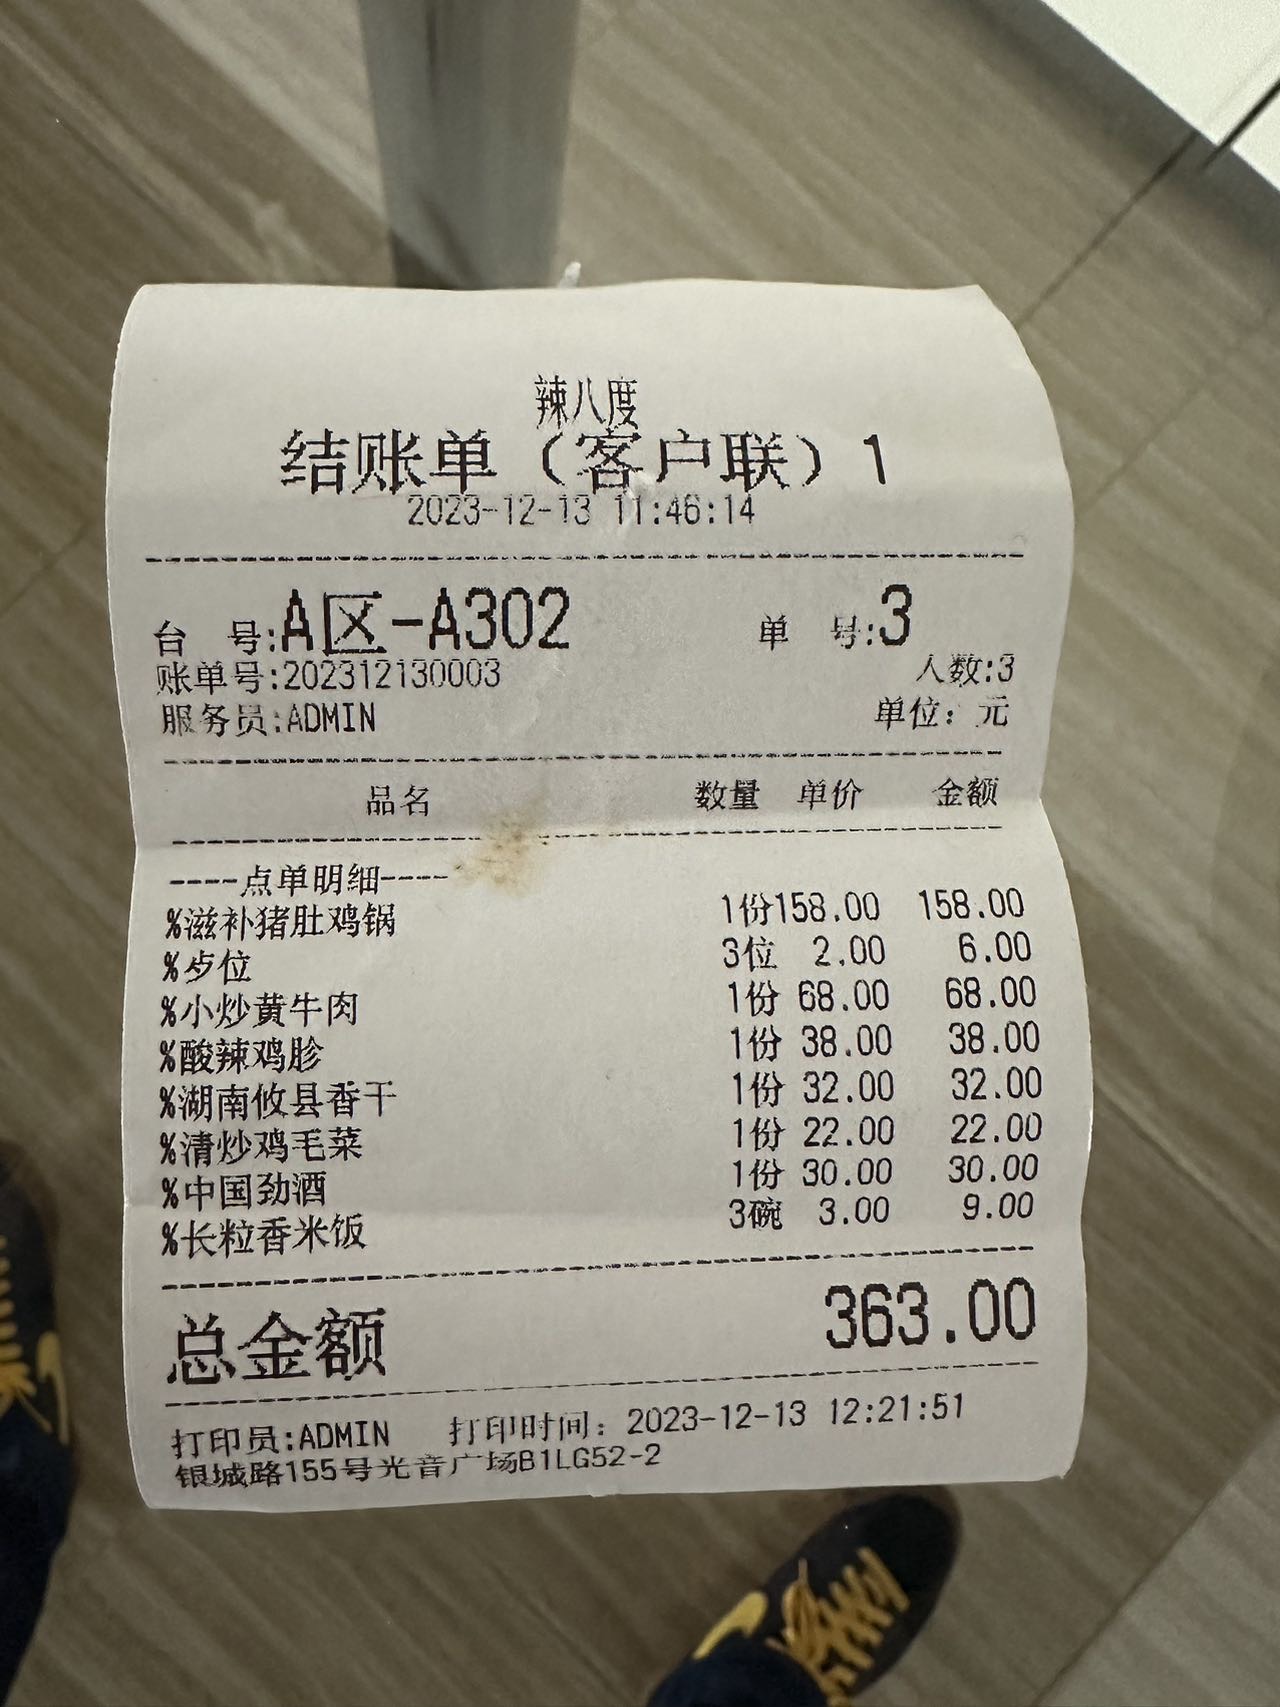 辣八度
结账单（客户联）1
2023-12-13 11:46:14
台 号:A区-A302 单 号:3
账单号:202312130003 人数:3
服务员:ADMIN 单位：元
品名 数量 单价 金额
----点单明细----
%滋补猪肚鸡锅 1份158.00 158.00
%歺位 3位 2.00 6.00
%小炒黄牛肉 1份 68.00 68.00
%酸辣鸡胗 1份 38.00 38.00
%湖南攸县香干 1份 32.00 32.00
%清炒鸡毛菜 1份 22.00 22.00
%中国劲酒 1份 30.00 30.00
%长粒香米饭 3碗 3.00 9.00
总金额 363.00
打印员:ADMIN 打印时间：2023-12-13 12:21:51
银城路155号光音广场B1LG52-2